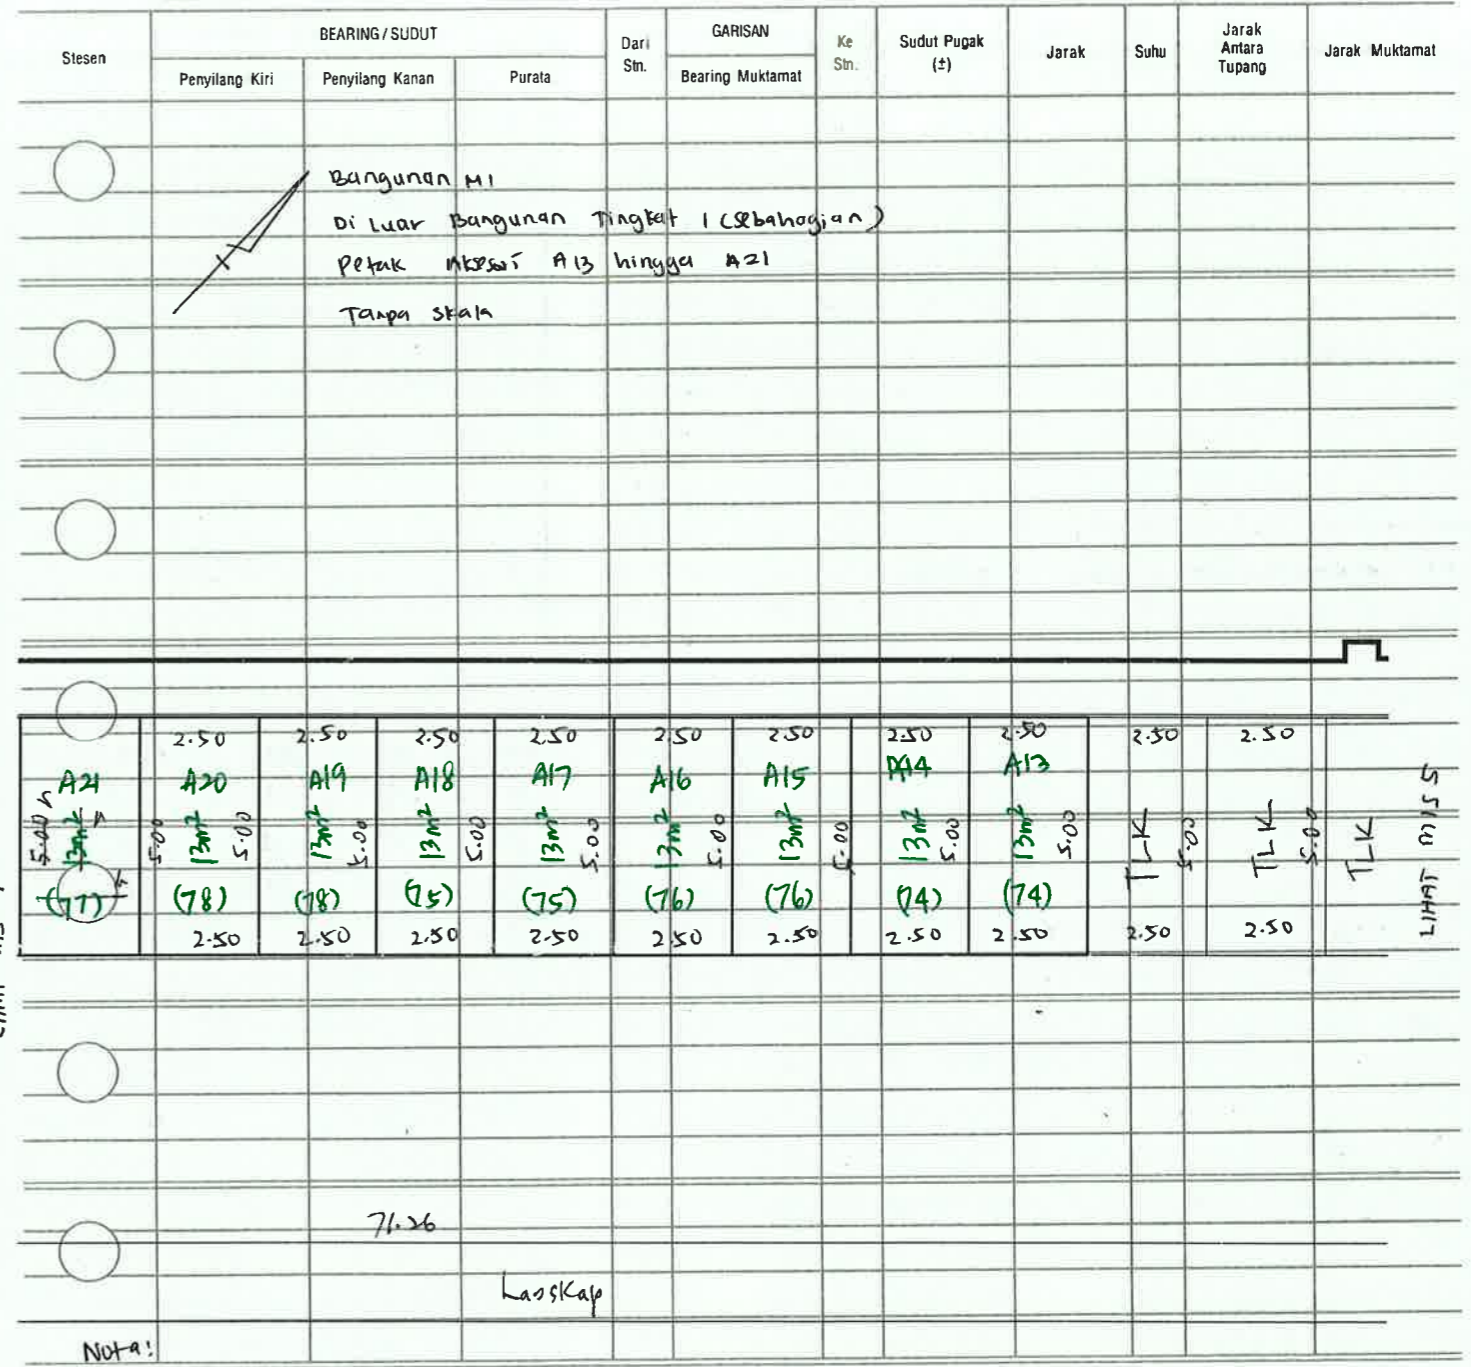 Stesen
BEARING / SUDUT
Dari Stn.
GARISAN
Ke Stn.
Sudut Pugak (±)
Jarak
Suhu
Jarak Antara Tupang
Jarak Muktamat
Penyilang Kiri
Penyilang Kanan
Purata
Bearing Muktamat
Bangunan M1
Di Luar Bangunan Tingkat 1 (sebahagian)
Petak Aksesori A13 hingga A21
Tanpa Skala
2.50 2.50 2.50 2.50 2.50 2.50 2.50 2.50 2.50 2.50
A21 A20 A19 A18 A17 A16 A15 A14 A13
5.00 13m² 5.00 13m² 5.00 13m² 5.00 13m² 5.00 13m² 5.00 13m² 5.00 13m² 5.00 13m² 5.00 13m² 5.00 TLK 5.00 TLK 5.00 TLK
(77) (78) (78) (75) (75) (76) (76) (74) (74)
2.50 2.50 2.50 2.50 2.50 2.50 2.50 2.50 2.50 2.50
LIHAT M15 S
71.26
Lasskap
Nota: